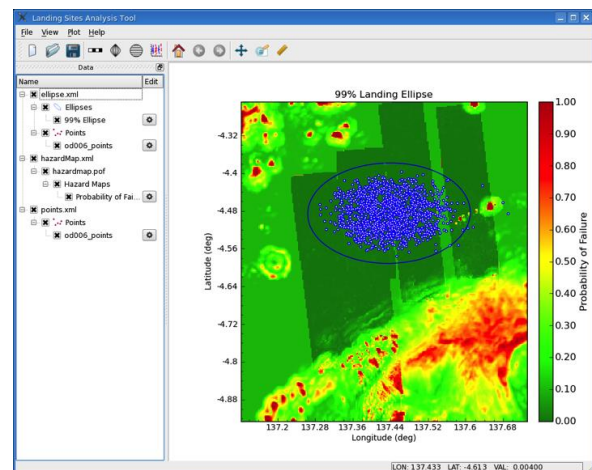 Landing Sites Analysis Tool
File View Plot Help
Data
Name Edit
ellipse.xml
Ellipses
99% Ellipse
Points
od006_points
hazardMap.xml
hazardmap.pof
Hazard Maps
Probability of Fai...
points.xml
Points
od006_points
99% Landing Ellipse
-4.32
-4.4
-4.48
-4.56
-4.64
-4.72
-4.8
-4.88
Latitude (deg)
137.2 137.28 137.36 137.44 137.52 137.6 137.68
Longitude (deg)
1.00
0.90
0.80
0.70
0.60
0.50
0.40
0.30
0.20
0.10
0.00
Probability of Failure
LON: 137.433 LAT: -4.613 VAL: 0.00400